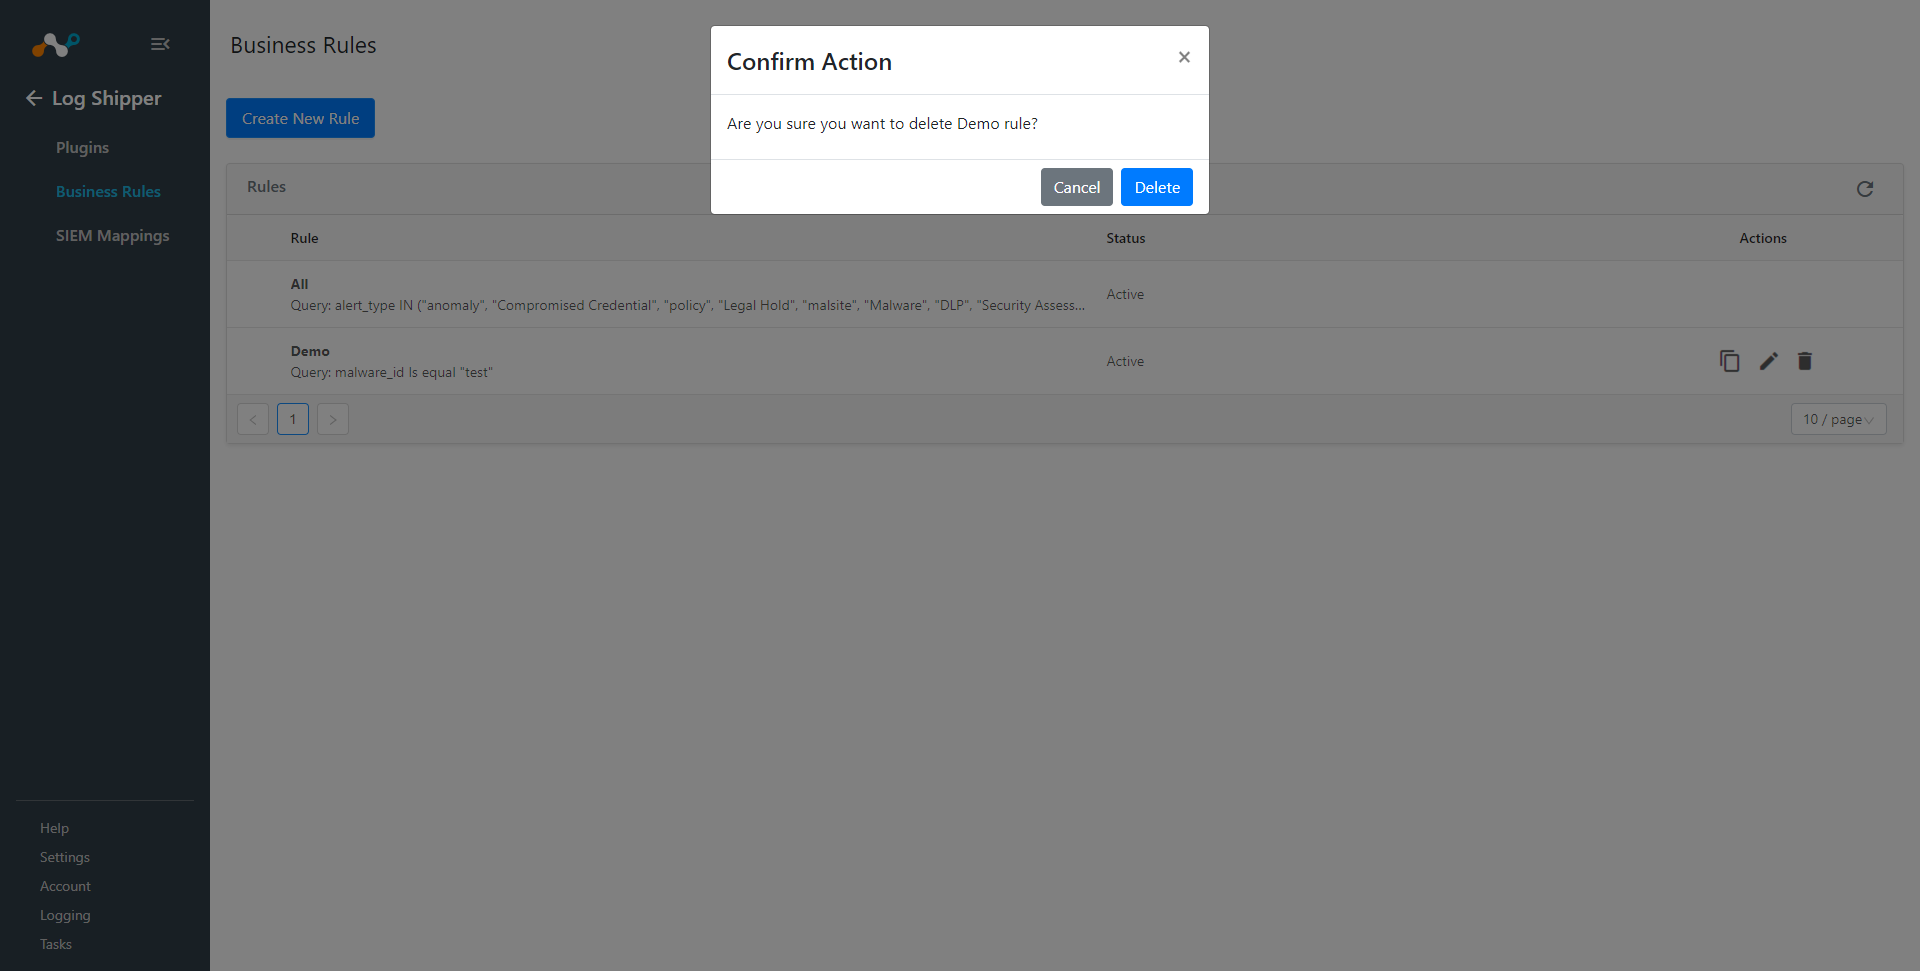 Log Shipper
Plugins
Business Rules
SIEM Mappings
Help
Settings
Account
Logging
Tasks
Business Rules
Create New Rule
Confirm Action
×
Are you sure you want to delete Demo rule?
Cancel Delete
Rules
Rule Status Actions
All
Query: alert_type IN ("anomaly", "Compromised Credential", "policy", "Legal Hold", "malsite", "Malware", "DLP", "Security Assess...
Active
Demo
Query: malware_id Is equal "test"
Active
< 1 >
10 / page